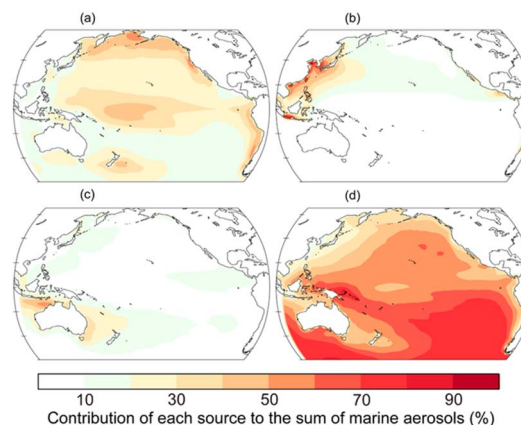 (a) (b)
(c) (d)
10 30 50 70 90
Contribution of each source to the sum of marine aerosols (%)